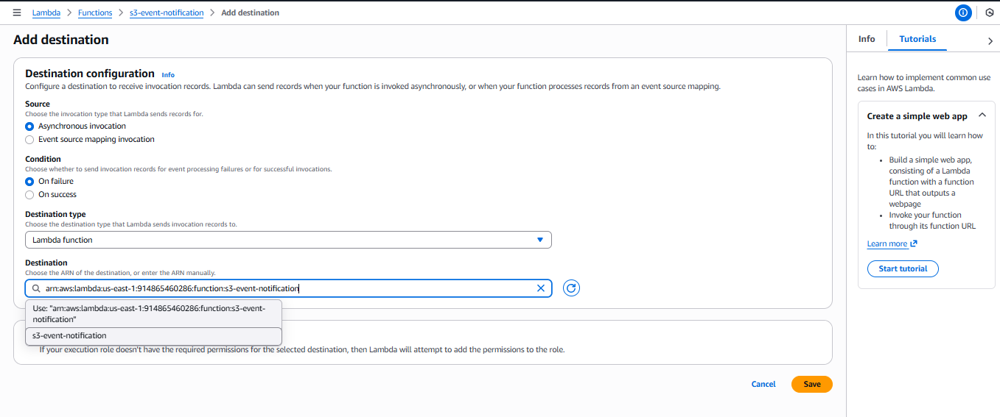 Lambda > Functions > s3-event-notification > Add destination
Add destination
Destination configuration Info
Configure a destination to receive invocation records. Lambda can send records when your function is invoked asynchronously, or when your function processes records from an event source mapping.
Source
Choose the invocation type that Lambda sends records for.
Asynchronous invocation
Event source mapping invocation
Condition
Choose whether to send invocation records for event processing failures or for successful invocations.
On failure
On success
Destination type
Choose the destination type that Lambda sends invocation records to.
Lambda function
Destination
Choose the ARN of the destination, or enter the ARN manually.
arn:aws:lambda:us-east-1:914865460286:function:s3-event-notification
Use: "arn:aws:lambda:us-east-1:914865460286:function:s3-event-
notification"
s3-event-notification
If your execution role doesn't have the required permissions for the selected destination, then Lambda will attempt to add the permissions to the role.
Cancel
Save
Info
Tutorials
Learn how to implement common use
cases in AWS Lambda.
Create a simple web app
In this tutorial you will learn how
to:
• Build a simple web app,
consisting of a Lambda
function with a function
URL that outputs a
webpage
• Invoke your function
through its function URL
Learn more
Start tutorial